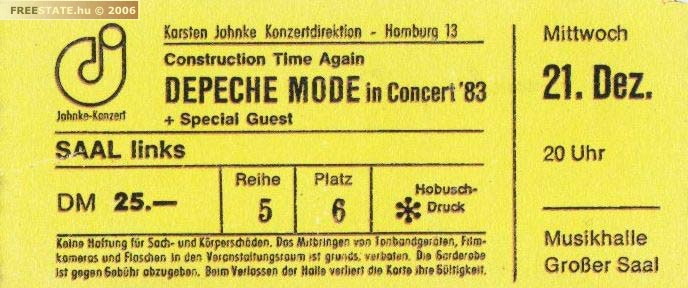 FREESTATE.hu © 2006
Karsten Jahnke Konzertdirektion - Hamburg 13
Construction Time Again
DEPECHE MODE in Concert '83
+ Special Guest
Jahnke-Konzert
SAAL links
DM 25.—
Reihe
5
Platz
6
Hobusch-
Druck
Keine Haftung für Sach- und Körperschäden. Das Mitbringen von Tonbandgeräten, Film-
kameras und Flaschen in den Veranstaltungsraum ist grunds. verboten. Die Garderobe
ist gegen Gebühr abzugeben. Beim Verlassen der Halle verliert die Karte ihre Gültigkeit.
Mittwoch
21. Dez.
20 Uhr
Musikhalle
Großer Saal